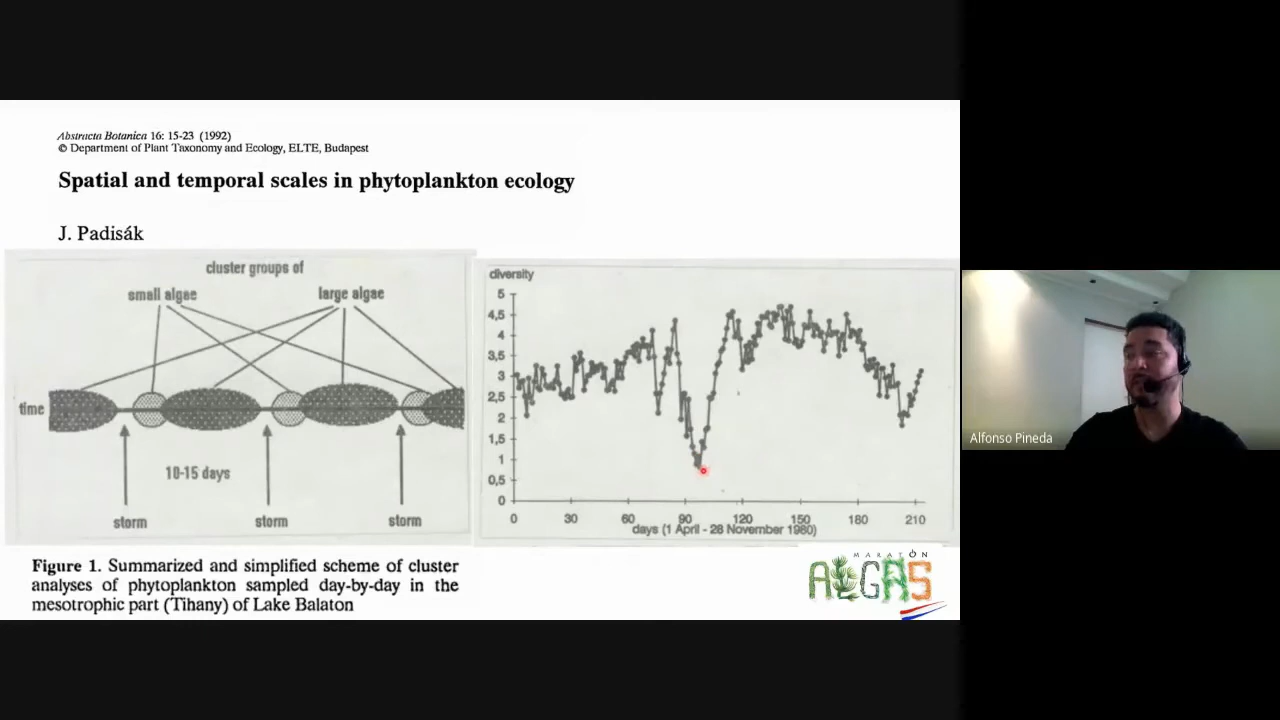 Abstracta Botanica 16: 15-23 (1992)
© Department of Plant Taxonomy and Ecology, ELTE, Budapest
Spatial and temporal scales in phytoplankton ecology
J. Padisák
cluster groups of
small algae
large algae
time
10-15 days
storm
storm
storm
diversity
5
4,5
4
3,5
3
2,5
2
1,5
1
0,5
0
0 30 60 90 120 150 180 210
days (1 April - 28 November 1980)
Figure 1. Summarized and simplified scheme of cluster
analyses of phytoplankton sampled day-by-day in the
mesotrophic part (Tihany) of Lake Balaton
MARATÓN
ALGAS
Alfonso Pineda